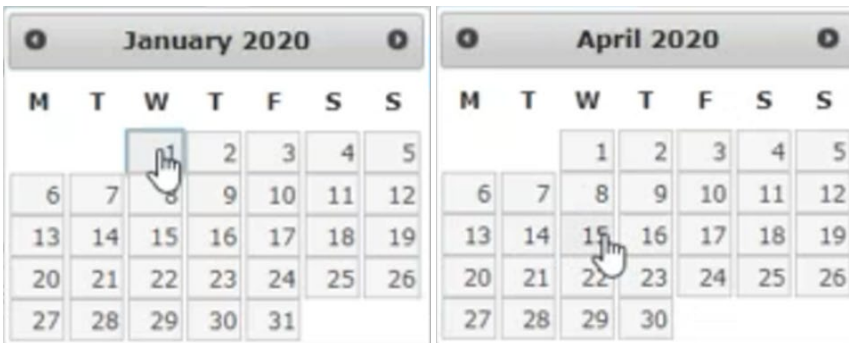 January 2020
M T W T F S S
1 2 3 4 5
6 7 8 9 10 11 12
13 14 15 16 17 18 19
20 21 22 23 24 25 26
27 28 29 30 31
April 2020
M T W T F S S
1 2 3 4 5
6 7 8 9 10 11 12
13 14 15 16 17 18 19
20 21 22 23 24 25 26
27 28 29 30